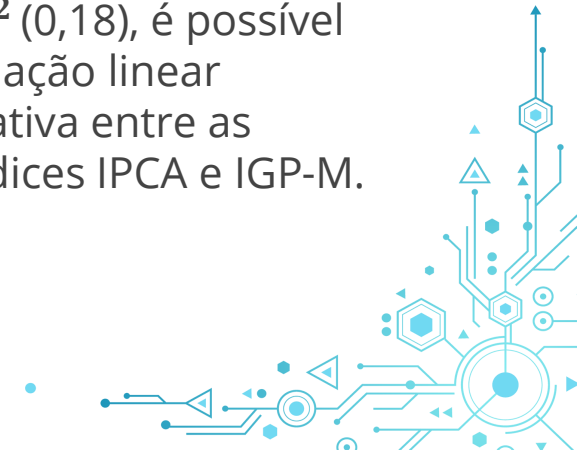 ² (0,18), é possível
ação linear
ativa entre as
dices IPCA e IGP-M.